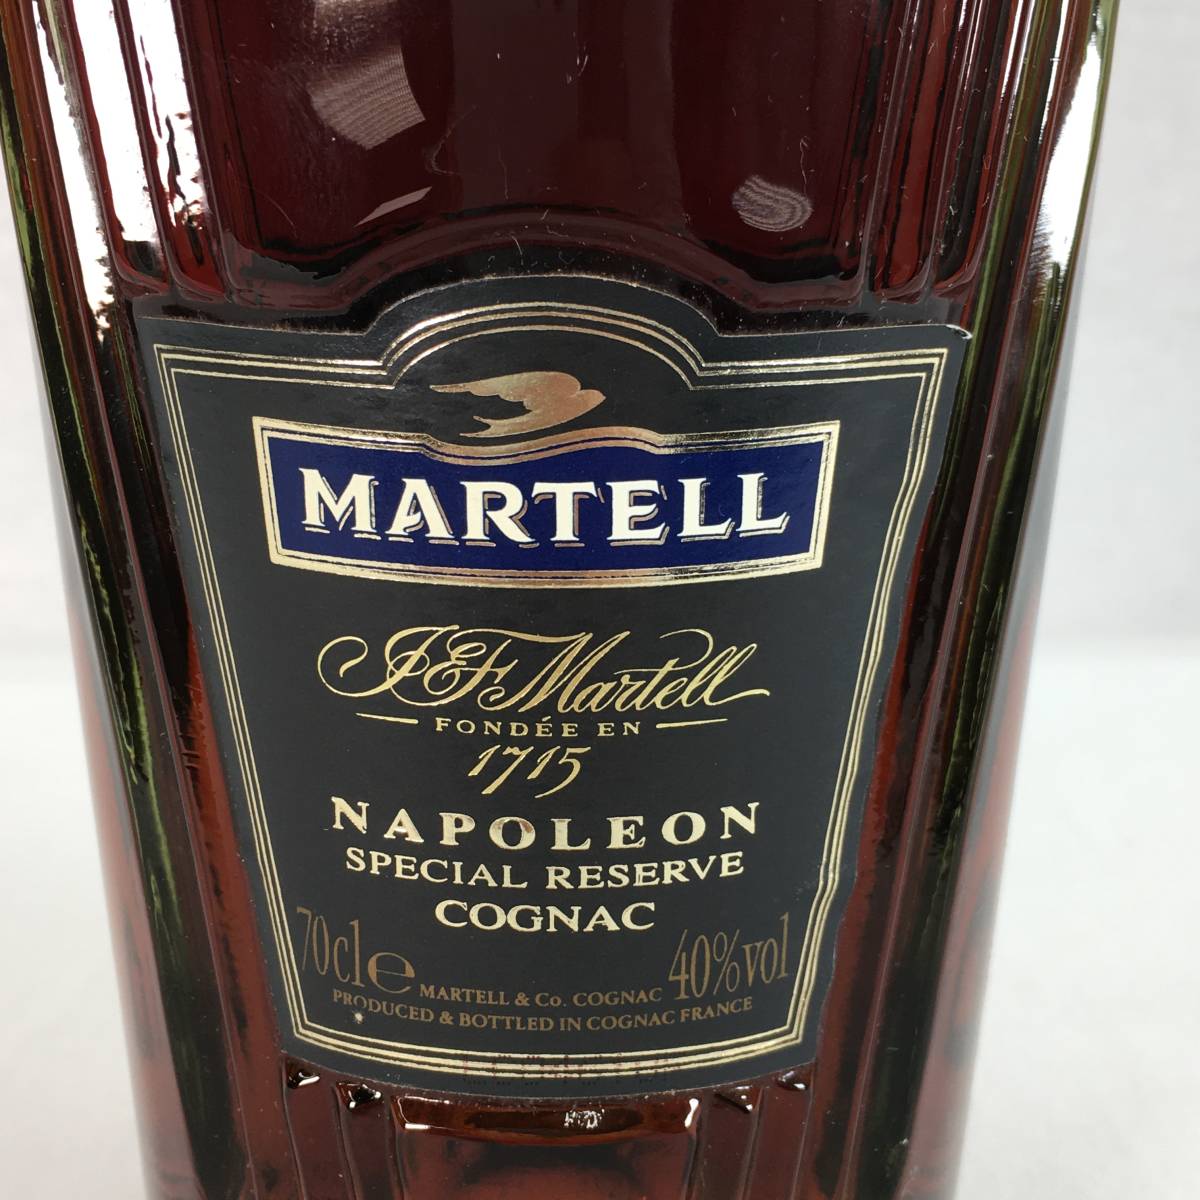 MARTELL
J&F Martell
FONDÉE EN
1715
NAPOLEON
SPECIAL RESERVE
COGNAC
70cl e 40% vol
MARTELL & Co. COGNAC
PRODUCED & BOTTLED IN COGNAC FRANCE